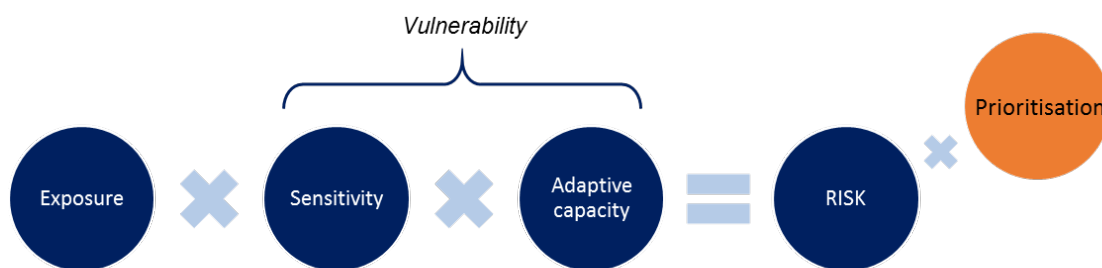 Vulnerability
Exposure
Sensitivity
Adaptive
capacity
RISK
Prioritisation